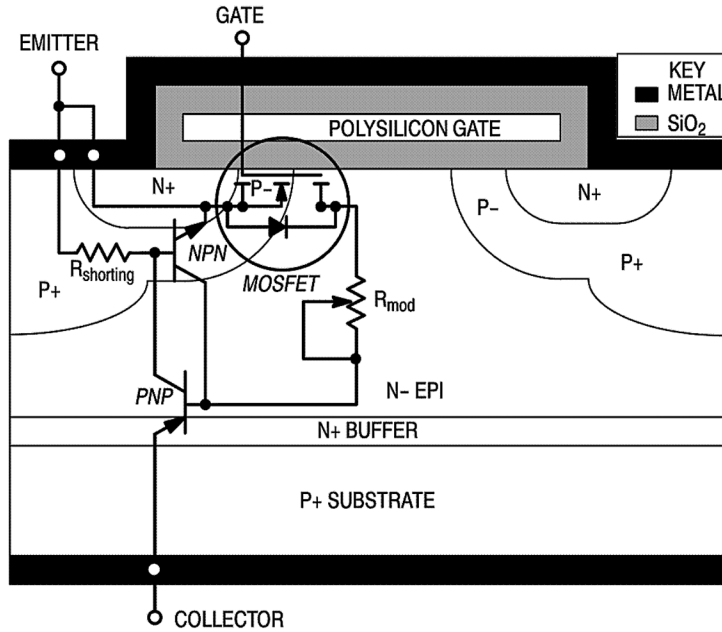 GATE
EMITTER
KEY
METAL
SiO2
POLYSILICON GATE
N+
P−
N+
P−
NPN
Rshorting
MOSFET
P+
P+
Rmod
PNP
N− EPI
N+ BUFFER
P+ SUBSTRATE
COLLECTOR